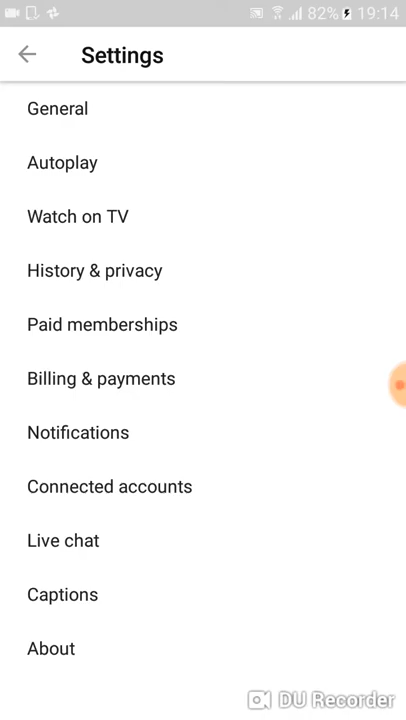 82% 19:14
Settings
General
Autoplay
Watch on TV
History & privacy
Paid memberships
Billing & payments
Notifications
Connected accounts
Live chat
Captions
About
DU Recorder